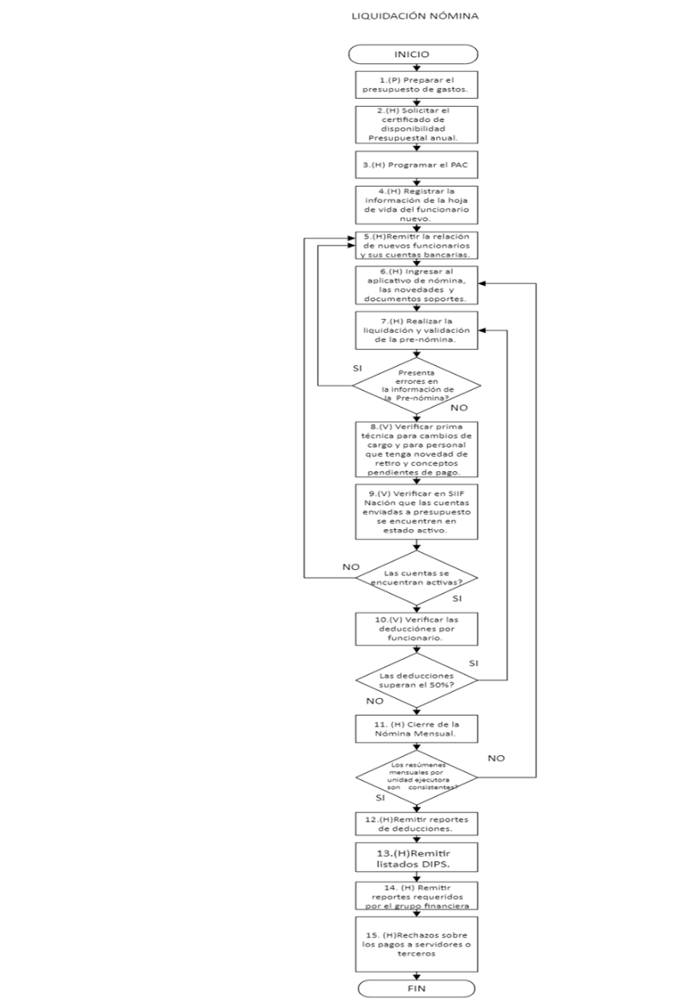 LIQUIDACIÓN NÓMINA
INICIO
1.(P) Preparar el
presupuesto de gastos.
2.(H) Solicitar el
certificado de
disponibilidad
Presupuestal anual.
3.(H) Programar el PAC
4.(H) Registrar la
información de la hoja
de vida del funcionario
nuevo.
5.(H)Remitir la relación
de nuevos funcionarios
y sus cuentas bancarias.
6.(H) Ingresar al
aplicativo de nómina,
las novedades y
documentos soportes.
7.(H) Realizar la
liquidación y validación
de la pre-nómina.
SI
Presenta
errores en
la información de
la Pre-nómina?
NO
8.(V) Verificar prima
técnica para cambios de
cargo y para personal
que tenga novedad de
retiro y conceptos
pendientes de pago.
9.(V) Verificar en SIIF
Nación que las cuentas
enviadas a presupuesto
se encuentren en
estado activo.
NO
Las cuentas se
encuentran activas?
SI
10.(V) Verificar las
deducciónes por
funcionario.
SI
Las deducciones
superan el 50%?
NO
11. (H) Cierre de la
Nómina Mensual.
NO
Los resúmenes
mensuales por
unidad ejecutora
son consistentes?
SI
12.(H)Remitir reportes
de deducciones.
13.(H)Remitir
listados DIPS.
14. (H) Remitir
reportes requeridos
por el grupo financiera
15. (H)Rechazos sobre
los pagos a servidores o
terceros
FIN